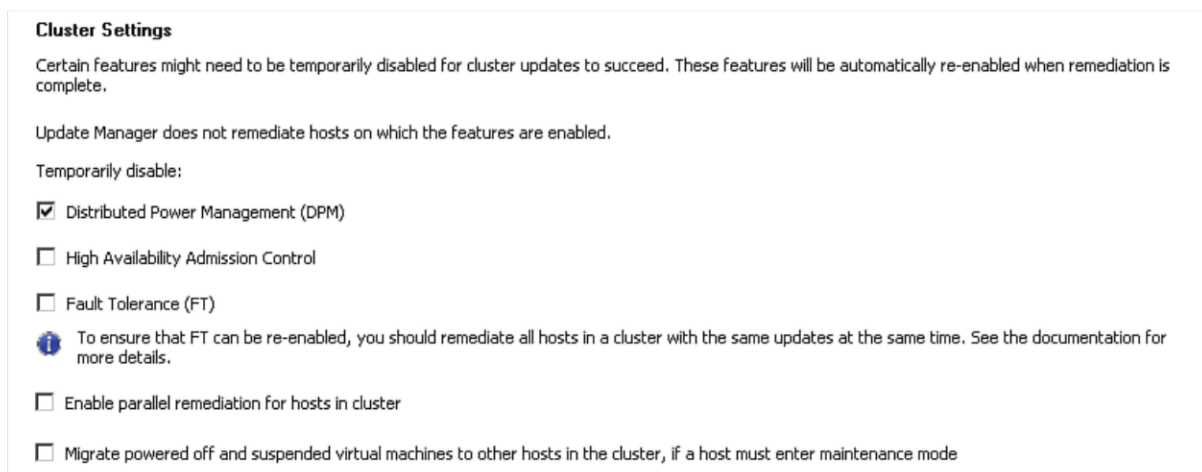 Cluster Settings
Certain features might need to be temporarily disabled for cluster updates to succeed. These features will be automatically re-enabled when remediation is
complete.
Update Manager does not remediate hosts on which the features are enabled.
Temporarily disable:
Distributed Power Management (DPM)
High Availability Admission Control
Fault Tolerance (FT)
To ensure that FT can be re-enabled, you should remediate all hosts in a cluster with the same updates at the same time. See the documentation for
more details.
Enable parallel remediation for hosts in cluster
Migrate powered off and suspended virtual machines to other hosts in the cluster, if a host must enter maintenance mode